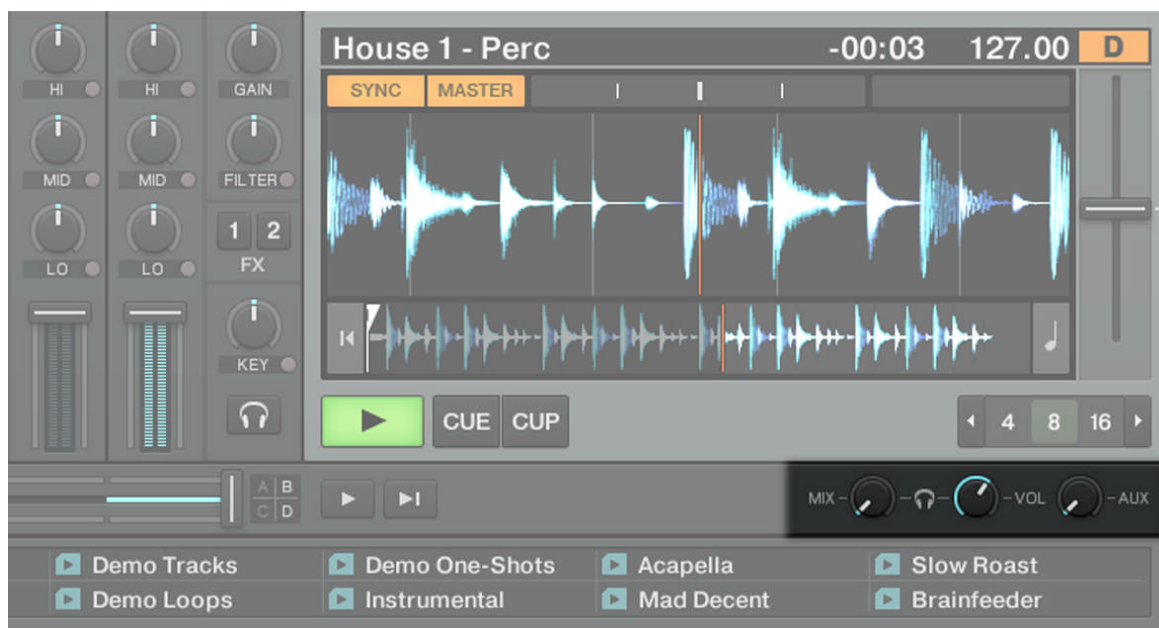 House 1 - Perc -00:03 127.00 D
HI HI GAIN
SYNC MASTER
MID MID FILTER
1 2
LO LO FX
KEY
CUE CUP 4 8 16
A B
C D
MIX VOL AUX
Demo Tracks Demo One-Shots Acapella Slow Roast
Demo Loops Instrumental Mad Decent Brainfeeder